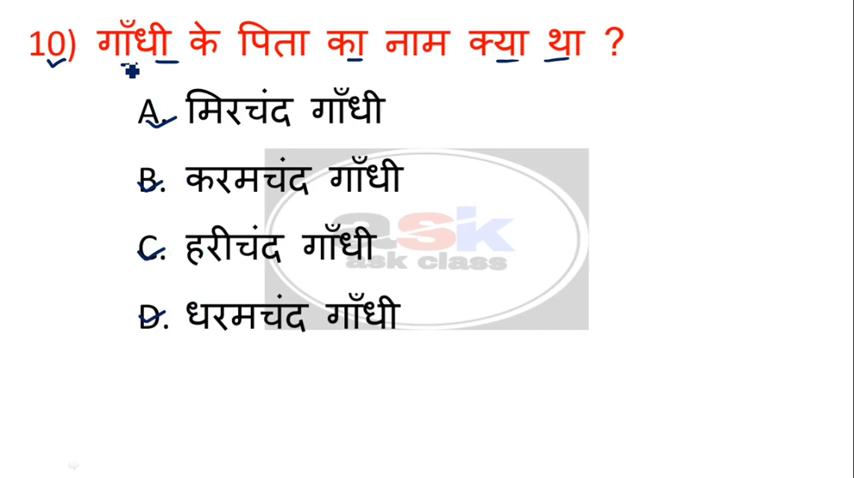 10) गाँधी के पिता का नाम क्या था ?
A. मिरचंद गाँधी
B. करमचंद गाँधी
C. हरीचंद गाँधी
D. धरमचंद गाँधी
ask
ask class